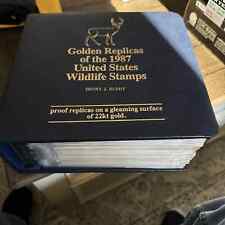 Golden Replicas
of the 1987
United States
Wildlife Stamps
proof replicas on a gleaming surface
of 22kt gold.